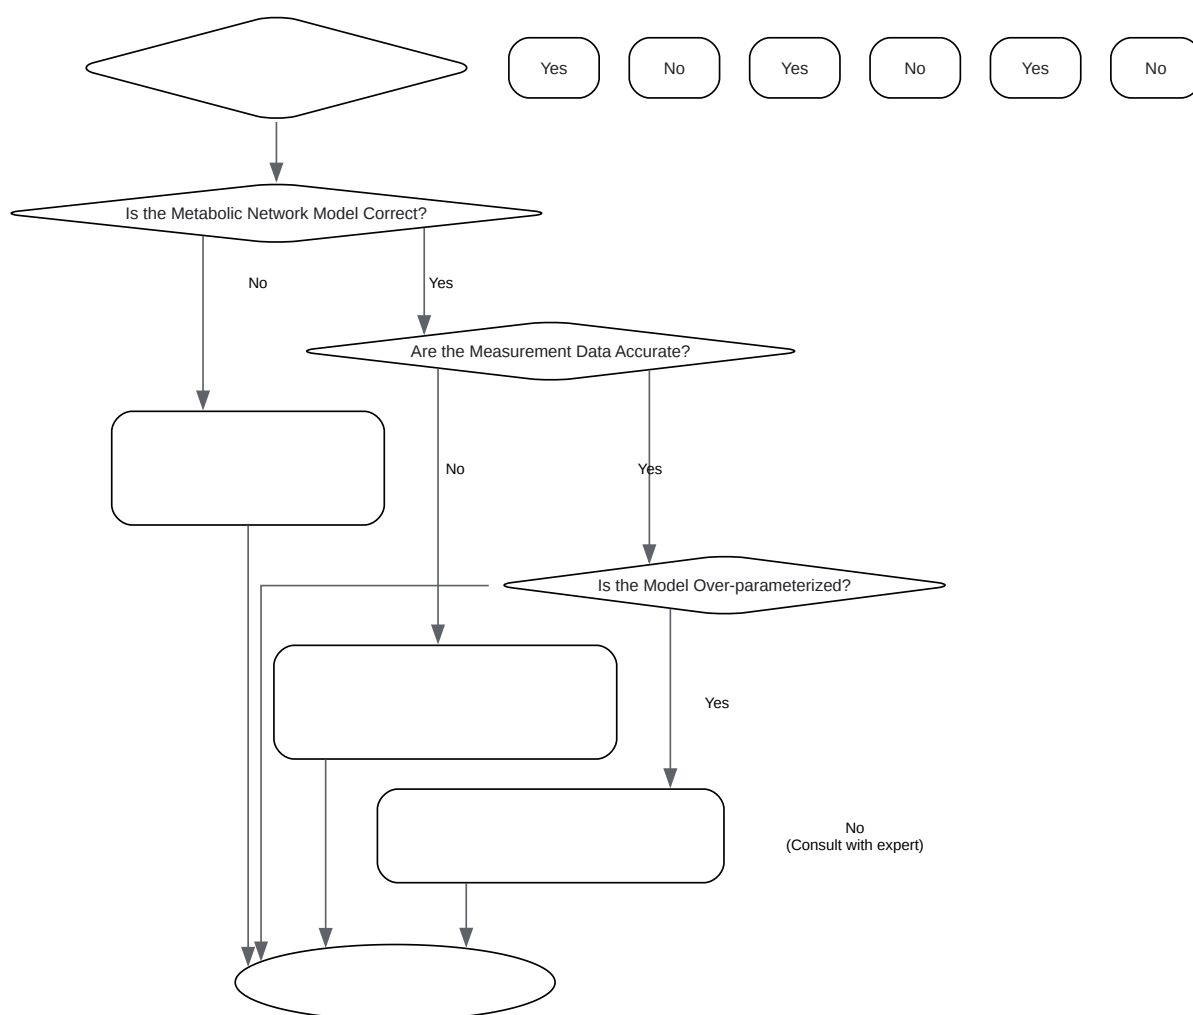 Yes
No
Yes
No
Yes
No
Is the Metabolic Network Model Correct?
No
Yes
Are the Measurement Data Accurate?
No
Yes
Is the Model Over-parameterized?
Yes
No
(Consult with expert)